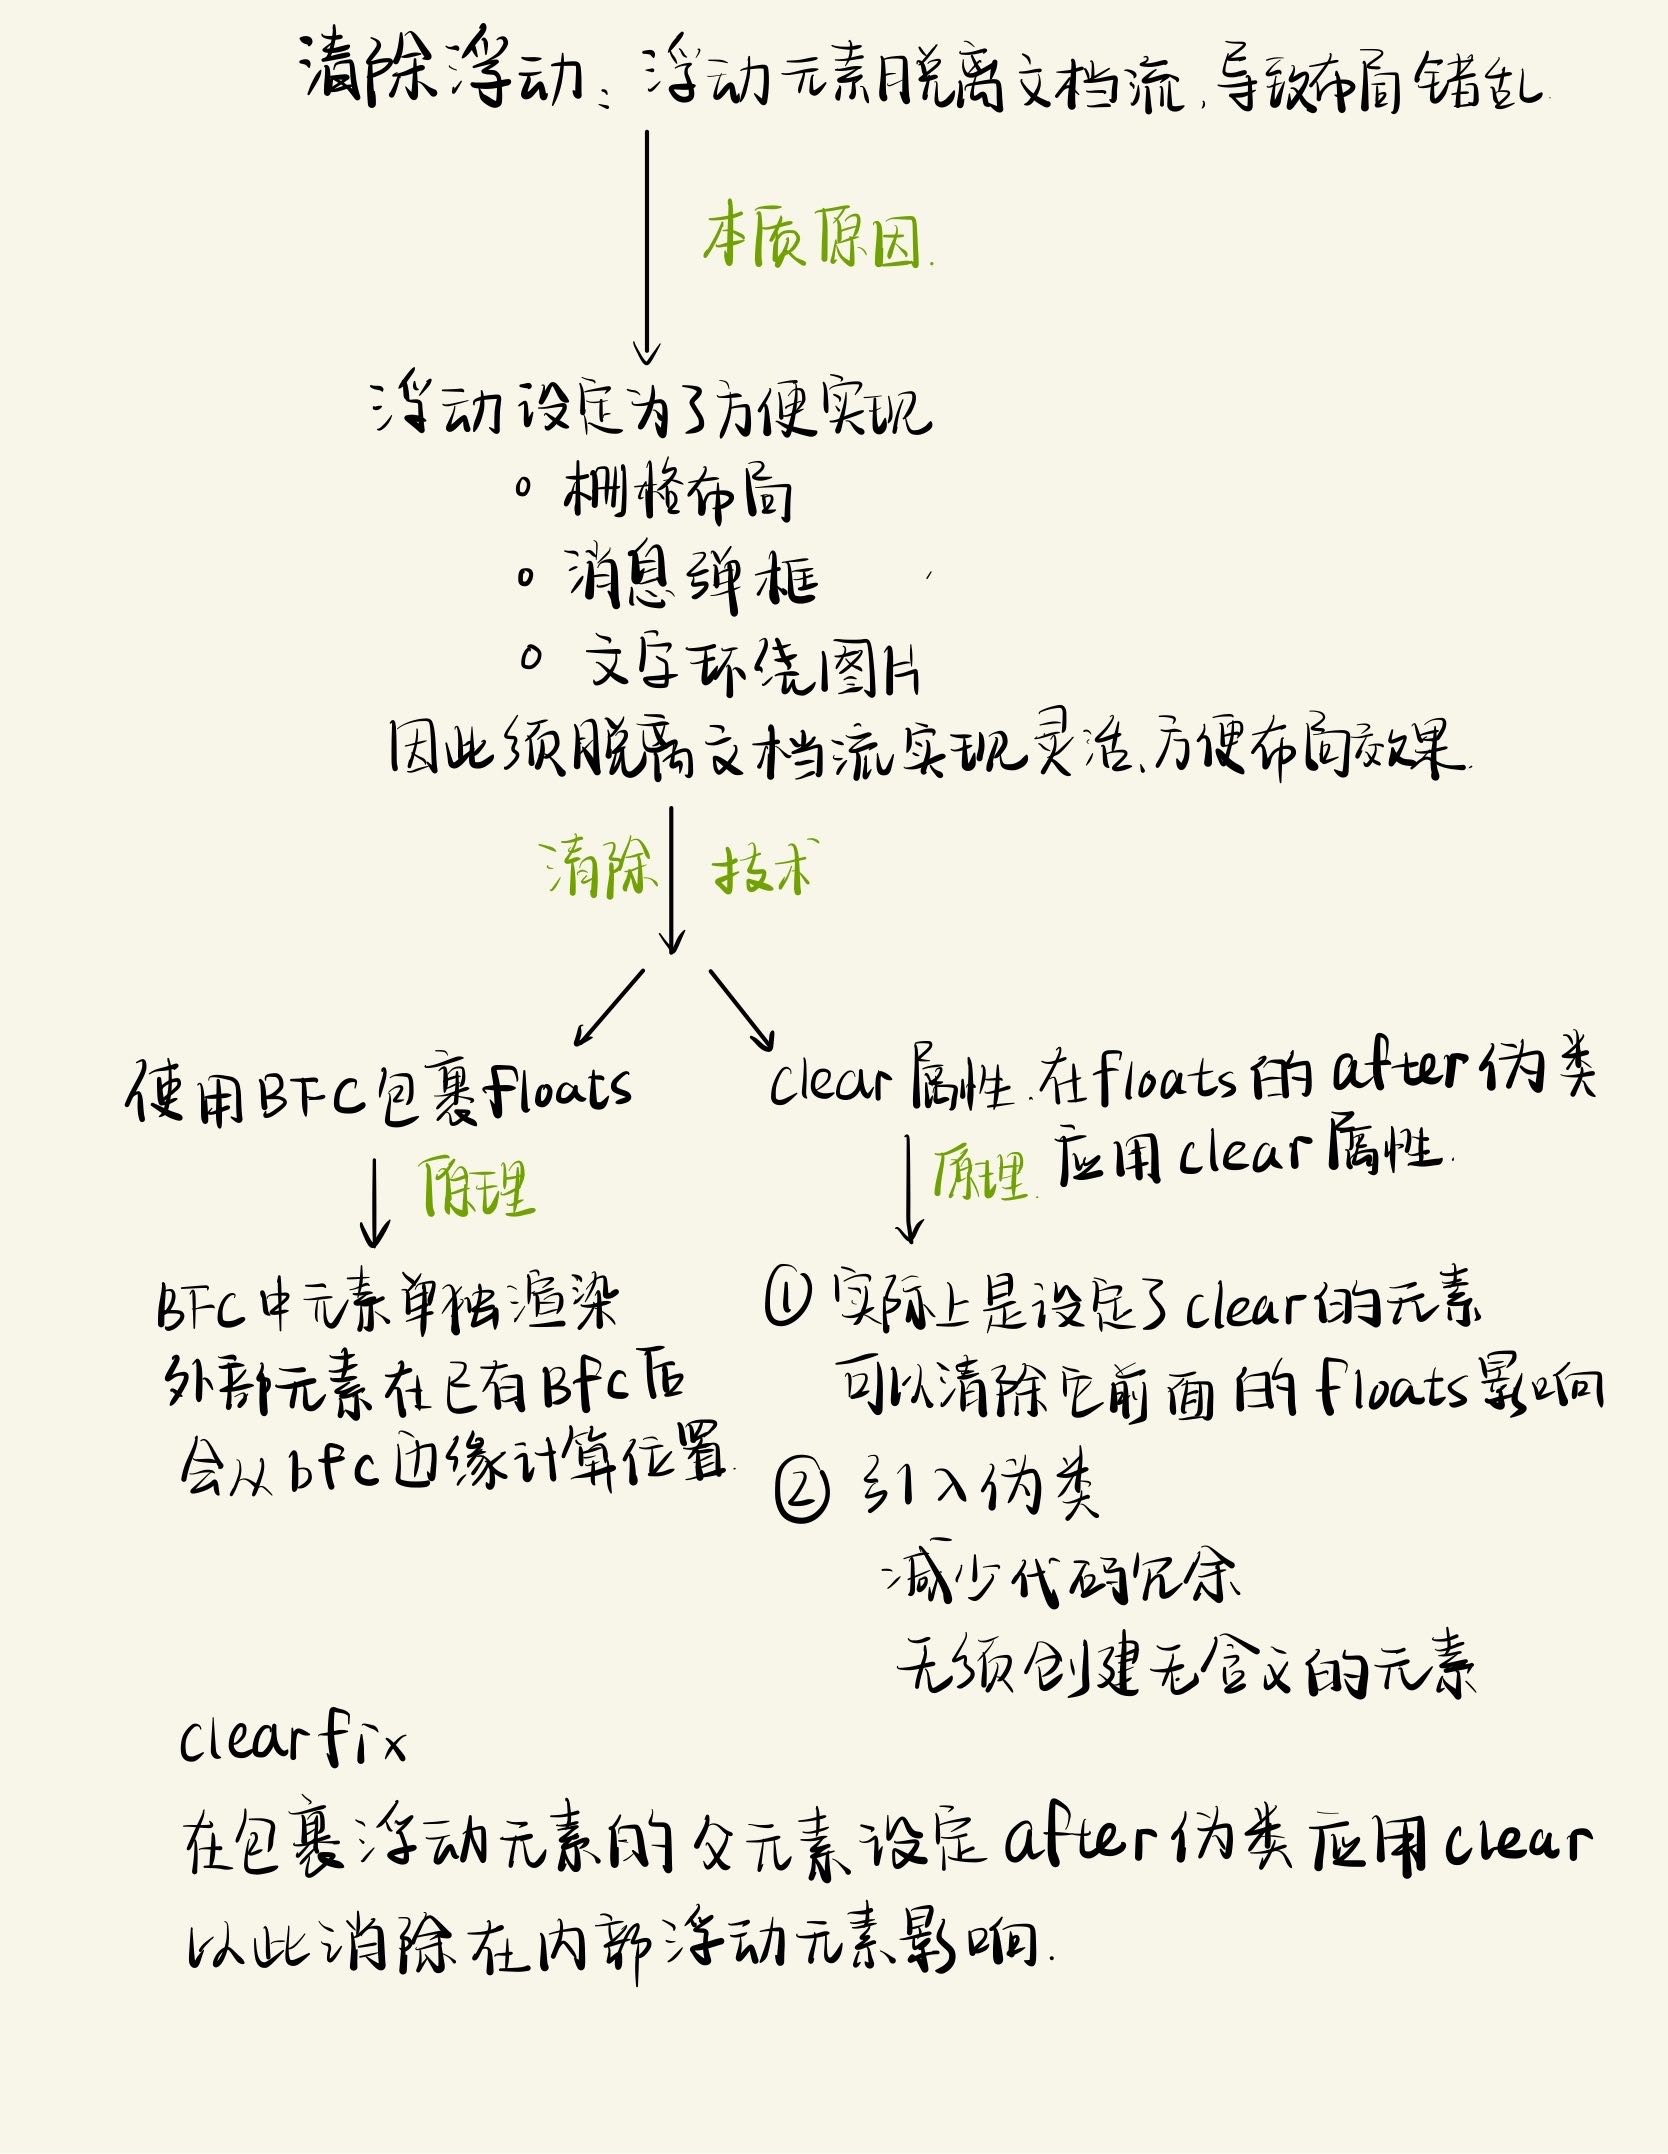 清除浮动：浮动元素脱离文档流,导致布局错乱.
本质原因.
浮动设定为了方便实现
栅格布局
消息弹框
文字环绕图片
因此须脱离文档流实现灵活、方便布局效果.
清除 技术
使用BFC包裹floats
clear属性.在floats的after伪类
应用clear属性.
原理
原理.
BFC中元素单独渲染
外部元素在已有Bfc后
会从bfc边缘计算位置.
① 实际上是设定了clear的元素
可以清除它前面的floats影响
② 引入伪类
减少代码冗余
无须创建无含义的元素
clearfix
在包裹浮动元素的父元素设定after伪类应用clear
以此消除在内部浮动元素影响.